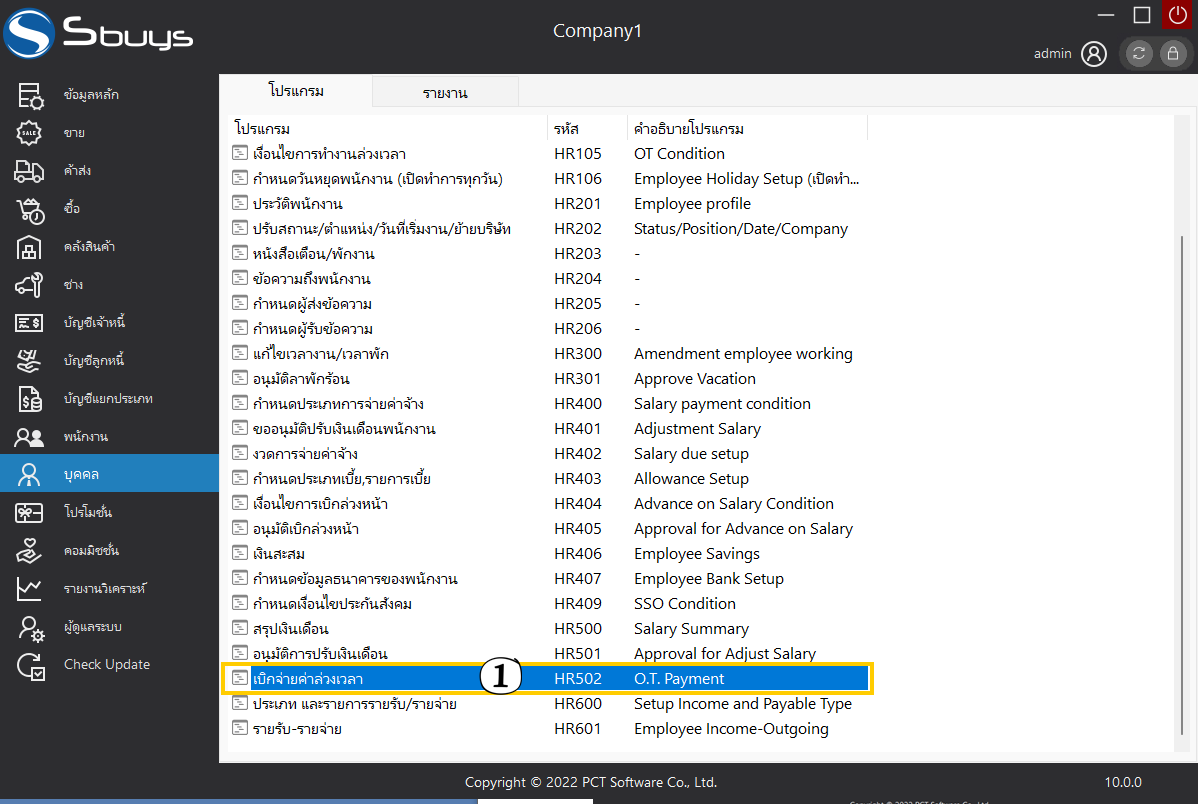 Sbuys
Company1
admin
ข้อมูลหลัก
ขาย
ค้าส่ง
ซื้อ
คลังสินค้า
ช่าง
บัญชีเจ้าหนี้
บัญชีลูกหนี้
บัญชีแยกประเภท
พนักงาน
บุคคล
โปรโมชั่น
คอมมิชชั่น
รายงานวิเคราะห์
ผู้ดูแลระบบ
Check Update
โปรแกรม รายงาน
โปรแกรม รหัส คำอธิบายโปรแกรม
เงื่อนไขการทำงานล่วงเวลา HR105 OT Condition
กำหนดวันหยุดพนักงาน (เปิดทำการทุกวัน) HR106 Employee Holiday Setup (เปิดทำ...
ประวัติพนักงาน HR201 Employee profile
ปรับสถานะ/ตำแหน่ง/วันที่เริ่มงาน/ย้ายบริษัท HR202 Status/Position/Date/Company
หนังสือเตือน/พักงาน HR203 -
ข้อความถึงพนักงาน HR204 -
กำหนดผู้ส่งข้อความ HR205 -
กำหนดผู้รับข้อความ HR206 -
แก้ไขเวลางาน/เวลาพัก HR300 Amendment employee working
อนุมัติลาพักร้อน HR301 Approve Vacation
กำหนดประเภทการจ่ายค่าจ้าง HR400 Salary payment condition
ขออนุมัติปรับเงินเดือนพนักงาน HR401 Adjustment Salary
งวดการจ่ายค่าจ้าง HR402 Salary due setup
กำหนดประเภทเบี้ย,รายการเบี้ย HR403 Allowance Setup
เงื่อนไขการเบิกล่วงหน้า HR404 Advance on Salary Condition
อนุมัติเบิกล่วงหน้า HR405 Approval for Advance on Salary
เงินสะสม HR406 Employee Savings
กำหนดข้อมูลธนาคารของพนักงาน HR407 Employee Bank Setup
กำหนดเงื่อนไขประกันสังคม HR409 SSO Condition
สรุปเงินเดือน HR500 Salary Summary
อนุมัติการปรับเงินเดือน HR501 Approval for Adjust Salary
เบิกจ่ายค่าล่วงเวลา 1 HR502 O.T. Payment
ประเภท และรายการรายรับ/รายจ่าย HR600 Setup Income and Payable Type
รายรับ-รายจ่าย HR601 Employee Income-Outgoing
Copyright © 2022 PCT Software Co., Ltd. 10.0.0